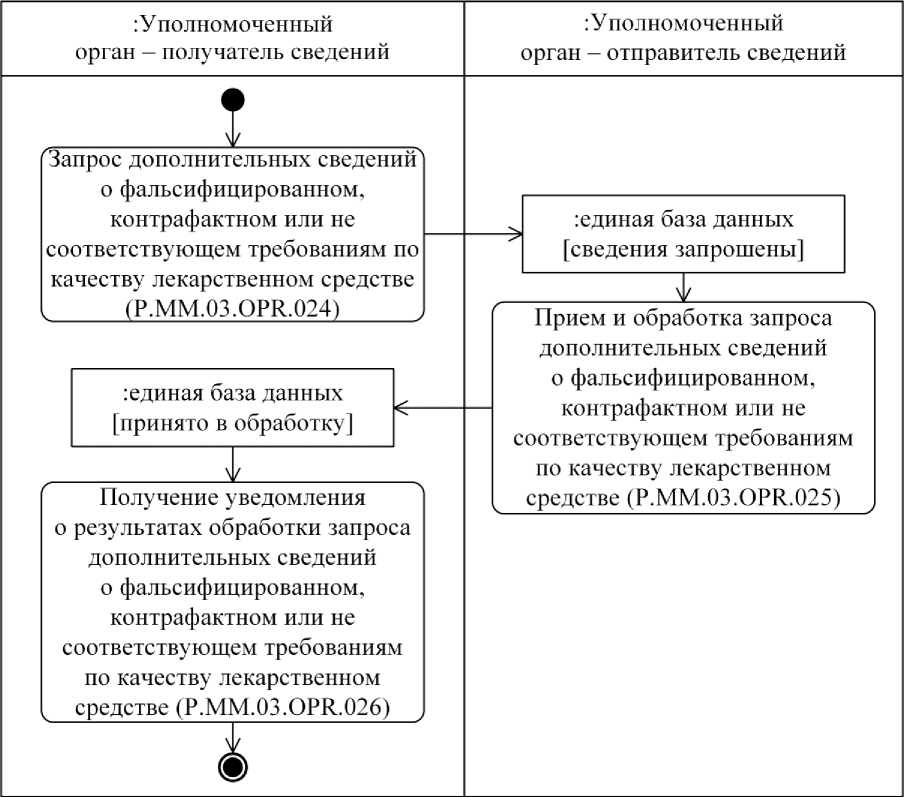 :Уполномоченный
орган – получатель сведений
:Уполномоченный
орган – отправитель сведений
Запрос дополнительных сведений
о фальсифицированном,
контрафактном или не
соответствующем требованиям по
качеству лекарственном средстве
(P.MM.03.OPR.024)
:единая база данных
[сведения запрошены]
Прием и обработка запроса
дополнительных сведений
о фальсифицированном,
контрафактном или не
соответствующем требованиям
по качеству лекарственном
средстве (P.MM.03.OPR.025)
:единая база данных
[принято в обработку]
Получение уведомления
о результатах обработки запроса
дополнительных сведений
о фальсифицированном,
контрафактном или не
соответствующем требованиям
по качеству лекарственном
средстве (P.MM.03.OPR.026)